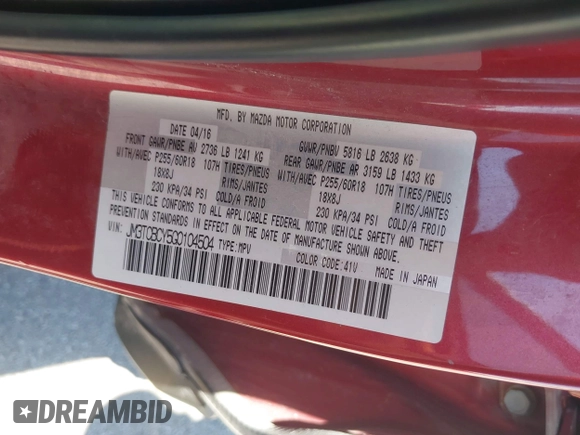 MFD. BY MAZDA MOTOR CORPORATION
DATE 04/16 GVWR/PNBV 5816 LB 2638 KG
FRONT GAWR/PNBE AV 2736 LB 1241 KG REAR GAWR/PNBE AR 3159 LB 1433 KG
WITH/AVEC P255/60R18 107H TIRES/PNEUS WITH/AVEC P255/60R18 107H TIRES/PNEUS
18X8J RIMS/JANTES 18X8J RIMS/JANTES
230 KPA/34 PSI COLD/A FROID 230 KPA/34 PSI COLD/A FROID
THIS VEHICLE CONFORMS TO ALL APPLICABLE FEDERAL MOTOR VEHICLE SAFETY AND THEFT
PREVENTION STANDARDS IN EFFECT ON THE DATE OF MANUFACTURE SHOWN ABOVE.
JM3TCBCY5G0104504 TYPE:MPV
COLOR CODE:41V MADE IN JAPAN
DREAMBID